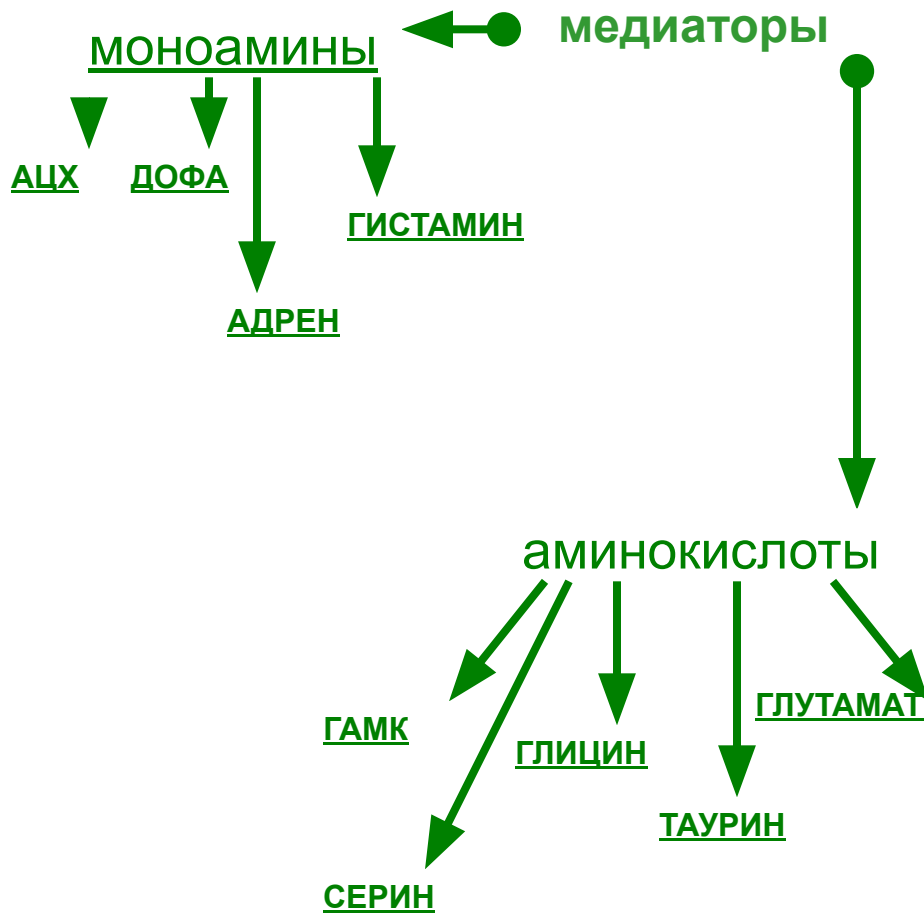 медиаторы
моноамины
АЦХ
ДОФА
ГИСТАМИН
АДРЕН
аминокислоты
ГЛУТАМАТ
ГАМК
ГЛИЦИН
ТАУРИН
СЕРИН